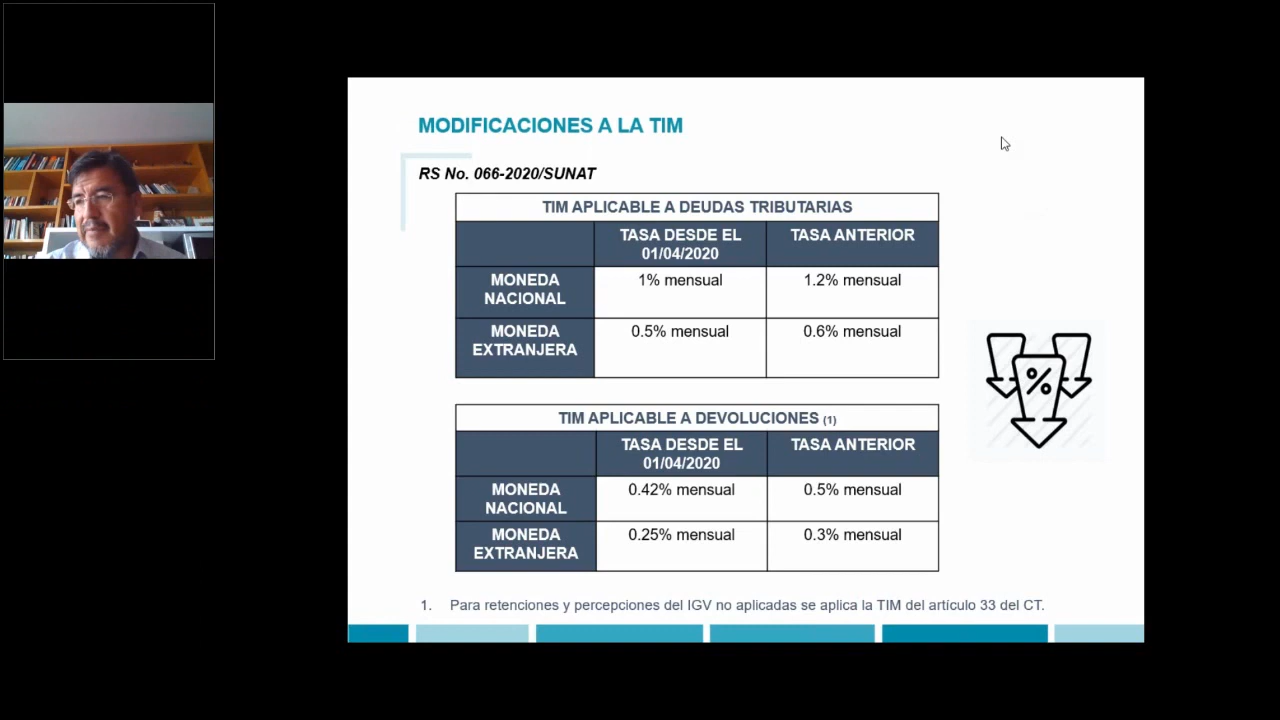 MODIFICACIONES A LA TIM
RS No. 066-2020/SUNAT
TIM APLICABLE A DEUDAS TRIBUTARIAS
TASA DESDE EL
01/04/2020
TASA ANTERIOR
MONEDA
NACIONAL
1% mensual
1.2% mensual
MONEDA
EXTRANJERA
0.5% mensual
0.6% mensual
TIM APLICABLE A DEVOLUCIONES (1)
TASA DESDE EL
01/04/2020
TASA ANTERIOR
MONEDA
NACIONAL
0.42% mensual
0.5% mensual
MONEDA
EXTRANJERA
0.25% mensual
0.3% mensual
%
1. Para retenciones y percepciones del IGV no aplicadas se aplica la TIM del artículo 33 del CT.